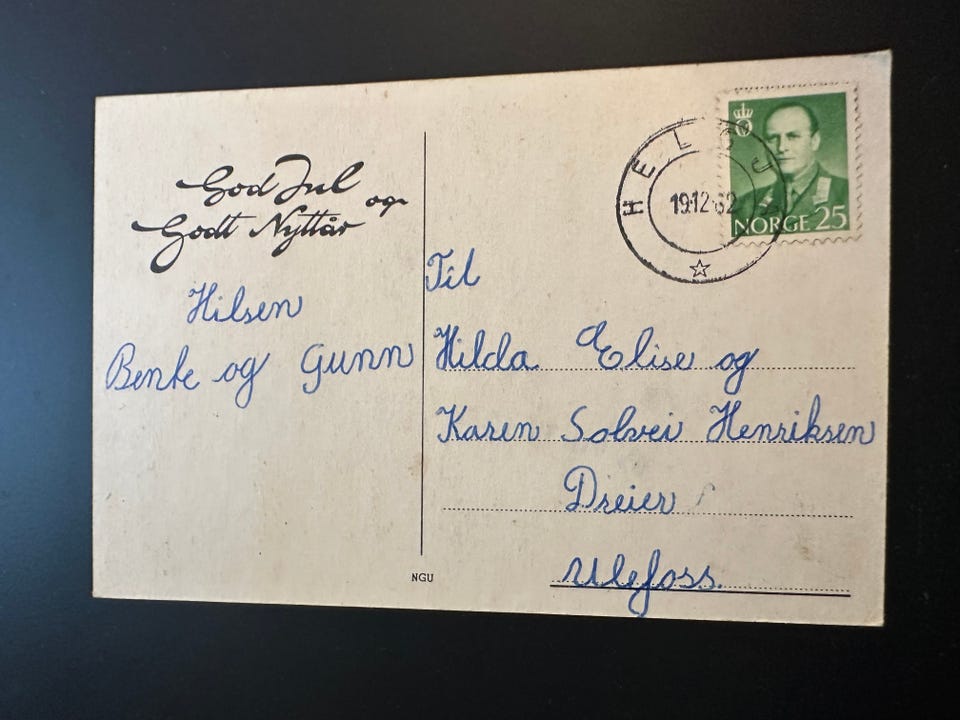 God Jul og
Godt Nyttår
Hilsen
Bente og Gunn
NGU
HELGJA
19·12·62
NORGE 25
Til
Hilda Elise og
Karen Solvei Henriksen
Dreier
Ulefoss.